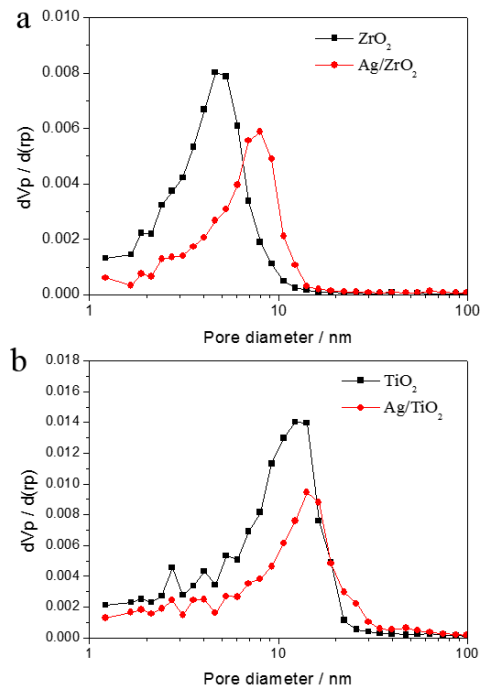 a
0.010
0.008
0.006
0.004
0.002
0.000
dVp / d(rp)
ZrO₂
Ag/ZrO₂
1 10 100
Pore diameter / nm
b
0.018
0.016
0.014
0.012
0.010
0.008
0.006
0.004
0.002
0.000
dVp / d(rp)
TiO₂
Ag/TiO₂
1 10 100
Pore diameter / nm